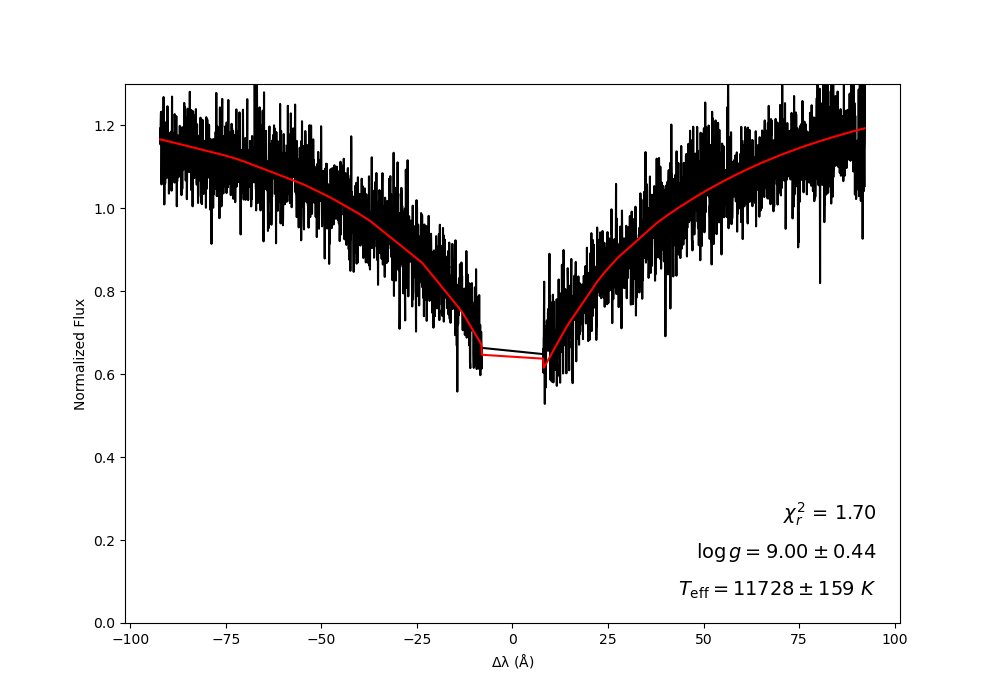 1.2
1.0
0.8
0.6
0.4
0.2
0.0
Normalized Flux
χ²ᵣ = 1.70
log g = 9.00 ± 0.44
T_eff = 11728 ± 159 K
−100 −75 −50 −25 0 25 50 75 100
Δλ (Å)